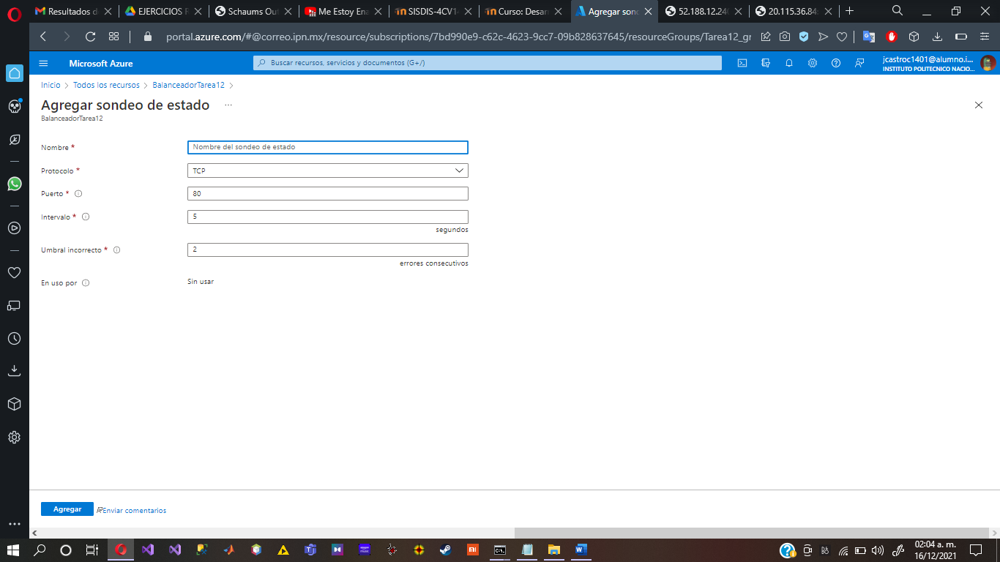 Resultados d
EJERCICIOS R
Schaums Out
Me Estoy Ena
SISDIS-4CV14
Curso: Desar
Agregar sond
52.188.12.240
20.115.36.84:
portal.azure.com/#@correo.ipn.mx/resource/subscriptions/7bd990e9-c62c-4623-9cc7-09b828637645/resourceGroups/Tarea12_gr
Microsoft Azure
Buscar recursos, servicios y documentos (G+/)
jcastroc1401@alumno.i...
INSTITUTO POLITECNICO NACIO...
Inicio > Todos los recursos > BalanceadorTarea12 >
Agregar sondeo de estado ...
BalanceadorTarea12
Nombre *
Nombre del sondeo de estado
Protocolo *
TCP
Puerto *
80
Intervalo *
5
segundos
Umbral incorrecto *
2
errores consecutivos
En uso por
Sin usar
Agregar
Enviar comentarios
02:04 a. m.
16/12/2021